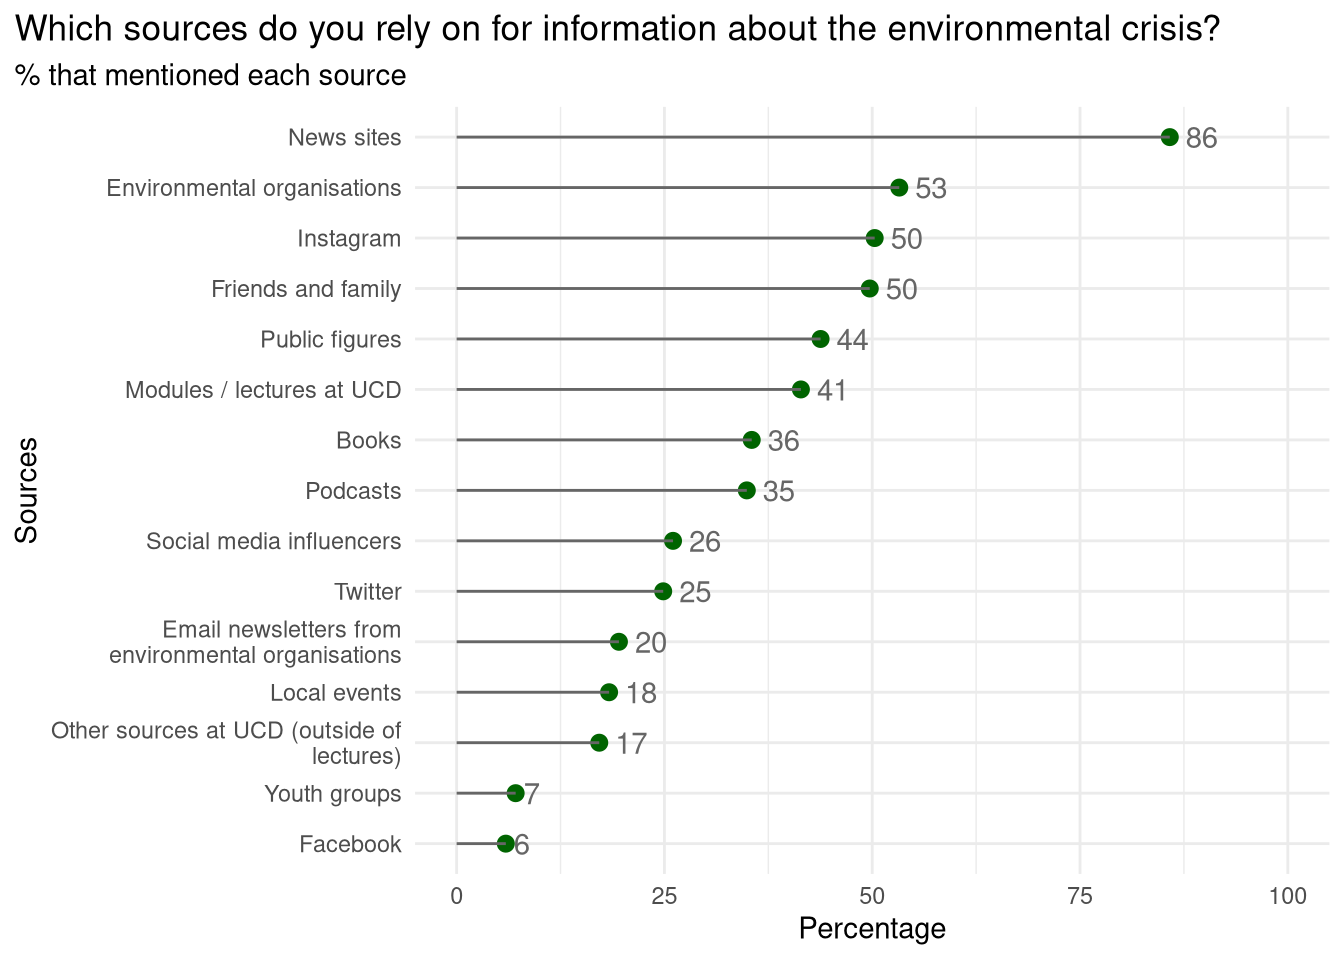 Which sources do you rely on for information about the environmental crisis?
% that mentioned each source
News sites 86
Environmental organisations 53
Instagram 50
Friends and family 50
Public figures 44
Modules / lectures at UCD 41
Books 36
Podcasts 35
Social media influencers 26
Twitter 25
Email newsletters from
environmental organisations 20
Local events 18
Other sources at UCD (outside of
lectures) 17
Youth groups 7
Facebook 6
Sources
0 25 50 75 100
Percentage